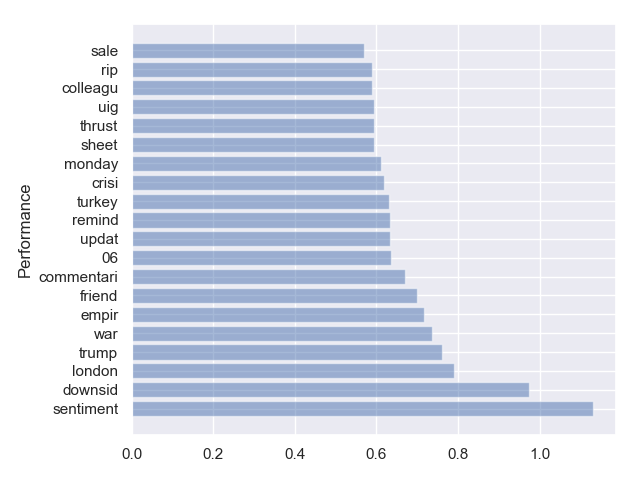 Performance
sale
rip
colleagu
uig
thrust
sheet
monday
crisi
turkey
remind
updat
06
commentari
friend
empir
war
trump
london
downsid
sentiment
0.0 0.2 0.4 0.6 0.8 1.0